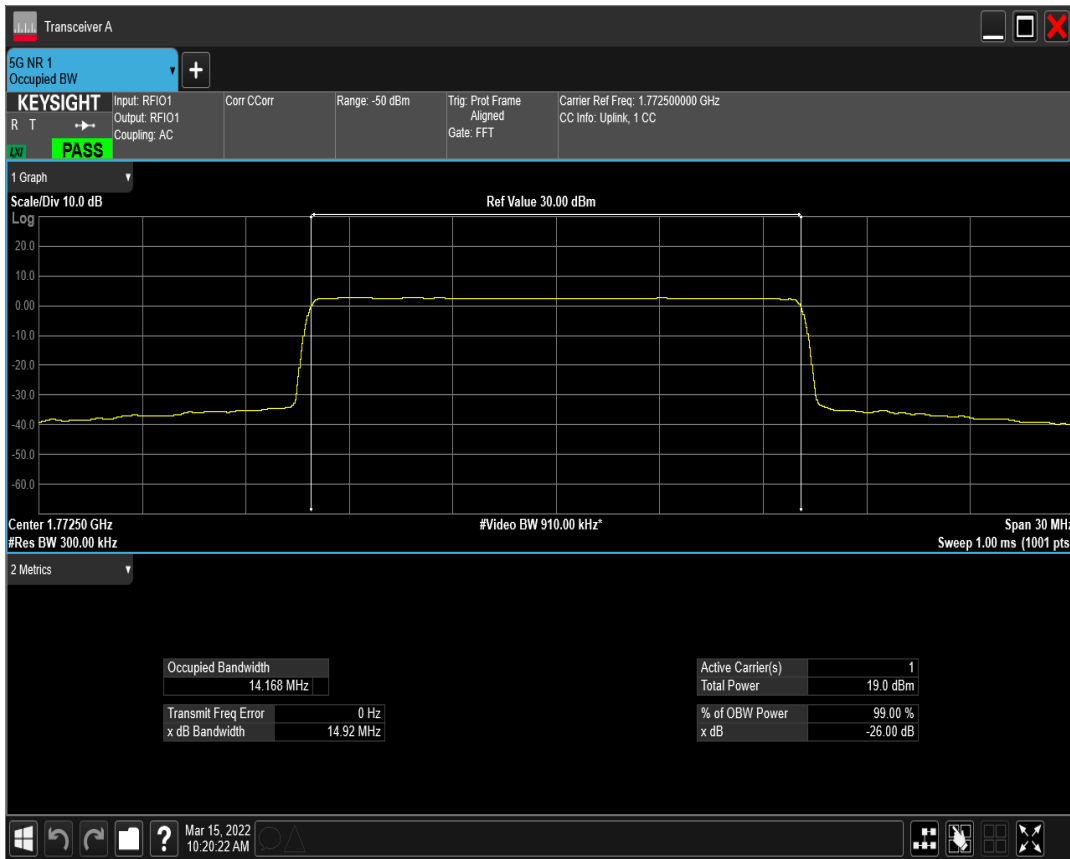 Transceiver A
5G NR 1
Occupied BW
KEYSIGHT
R T
LXI
PASS
Input: RFIO1
Output: RFIO1
Coupling: AC
Corr CCorr
Range: -50 dBm
Trig: Prot Frame
Aligned
Gate: FFT
Carrier Ref Freq: 1.772500000 GHz
CC Info: Uplink, 1 CC
1 Graph
Scale/Div 10.0 dB
Ref Value 30.00 dBm
Log
20.0
10.0
0.00
-10.0
-20.0
-30.0
-40.0
-50.0
-60.0
Center 1.77250 GHz
#Video BW 910.00 kHz*
Span 30 MHz
#Res BW 300.00 kHz
Sweep 1.00 ms (1001 pts
2 Metrics
Occupied Bandwidth
14.168 MHz
Transmit Freq Error 0 Hz
x dB Bandwidth 14.92 MHz
Active Carrier(s) 1
Total Power 19.0 dBm
% of OBW Power 99.00 %
x dB -26.00 dB
?
Mar 15, 2022
10:20:22 AM